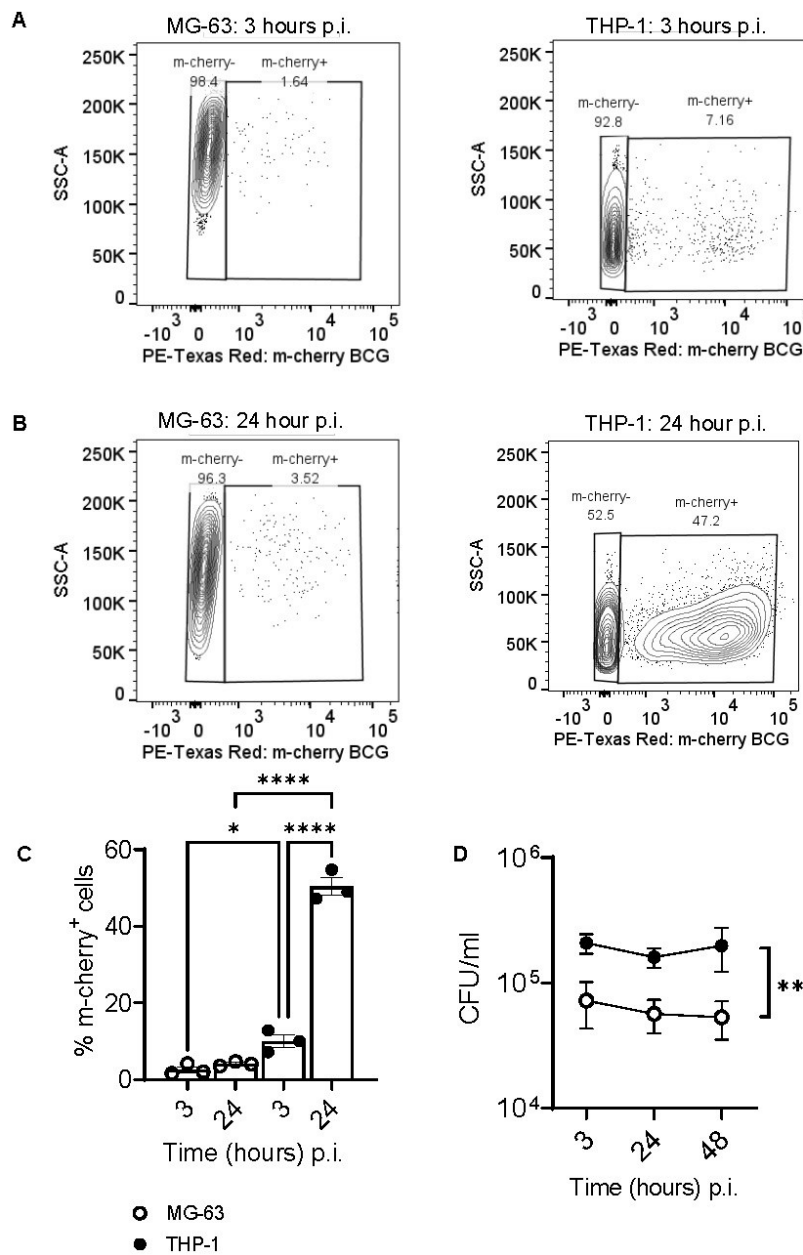 A
MG-63: 3 hours p.i.
THP-1: 3 hours p.i.
m-cherry- m-cherry+
98.4 1.64
m-cherry- m-cherry+
92.8 7.16
250K
200K
150K
100K
50K
0
SSC-A
-10³ 0 10³ 10⁴ 10⁵
PE-Texas Red: m-cherry BCG
250K
200K
150K
100K
50K
0
SSC-A
-10³ 0 10³ 10⁴ 10⁵
PE-Texas Red: m-cherry BCG
B
MG-63: 24 hour p.i.
THP-1: 24 hour p.i.
m-cherry- m-cherry+
96.3 3.52
m-cherry- m-cherry+
52.5 47.2
250K
200K
150K
100K
50K
0
SSC-A
-10³ 0 10³ 10⁴ 10⁵
PE-Texas Red: m-cherry BCG
250K
200K
150K
100K
50K
0
SSC-A
-10³ 0 10³ 10⁴ 10⁵
PE-Texas Red: m-cherry BCG
C
****
* ****
60
40
20
0
% m-cherry⁺ cells
3 24 3 24
Time (hours) p.i.
MG-63
THP-1
D
10⁶
10⁵
10⁴
CFU/ml
**
3 24 48
Time (hours) p.i.